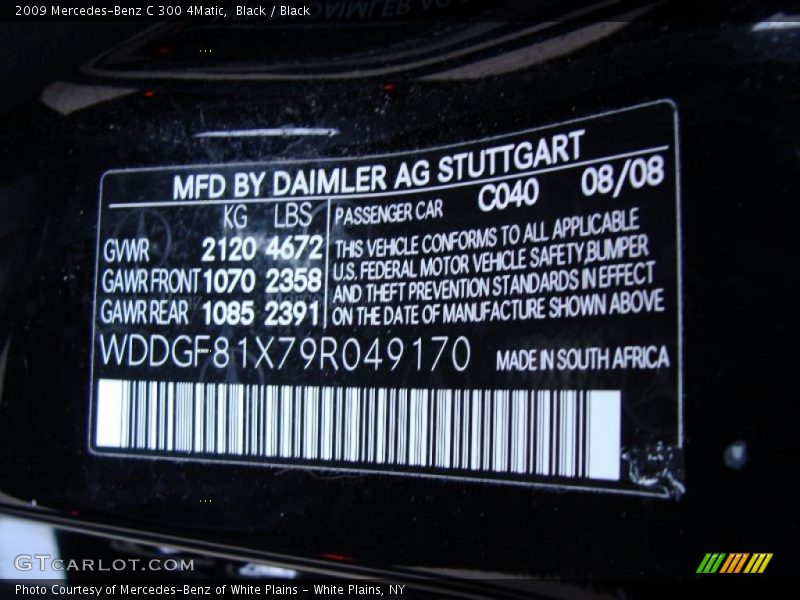 2009 Mercedes-Benz C 300 4Matic,  Black / Black
MFD BY DAIMLER AG STUTTGART
KG LBS
GVWR 2120 4672
GAWR FRONT 1070 2358
GAWR REAR 1085 2391
PASSENGER CAR C040 08/08
THIS VEHICLE CONFORMS TO ALL APPLICABLE
U.S. FEDERAL MOTOR VEHICLE SAFETY,BUMPER
AND THEFT PREVENTION STANDARDS IN EFFECT
ON THE DATE OF MANUFACTURE SHOWN ABOVE
WDDGF81X79R049170 MADE IN SOUTH AFRICA
GTCARLOT.COM
Photo Courtesy of Mercedes-Benz of White Plains - White Plains, NY